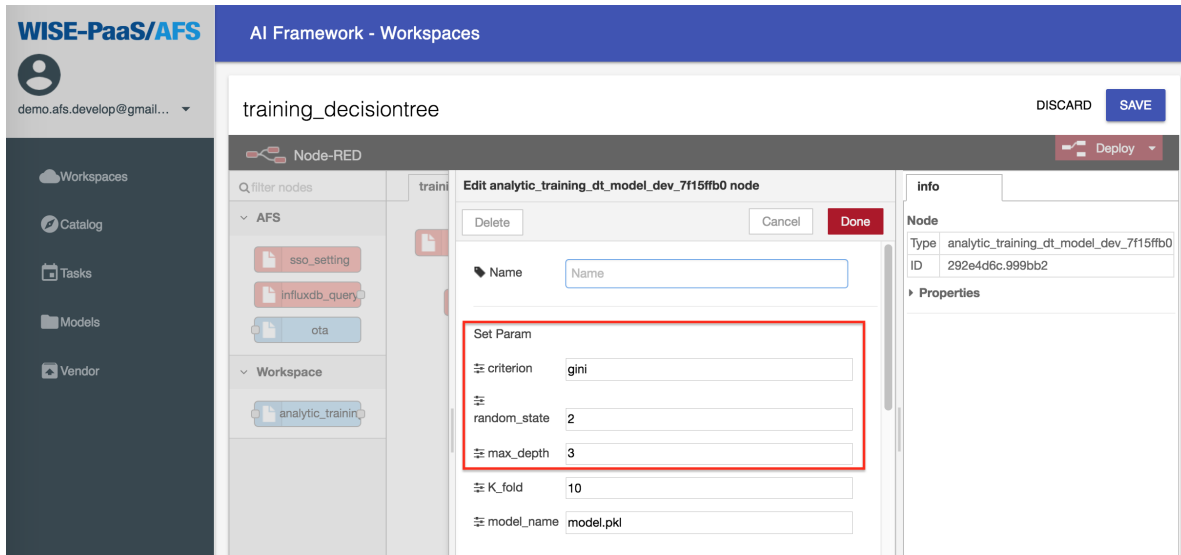 WISE-PaaS/AFS
demo.afs.develop@gmail...
Workspaces
Catalog
Tasks
Models
Vendor
AI Framework - Workspaces
training_decisiontree
DISCARD
SAVE
Node-RED
Deploy
filter nodes
AFS
sso_setting
influxdb_query
ota
Workspace
analytic_trainin
traini
Edit analytic_training_dt_model_dev_7f15ffb0 node
Delete
Cancel
Done
Name
Name
Set Param
criterion
gini
random_state
2
max_depth
3
K_fold
10
model_name
model.pkl
info
Node
Type analytic_training_dt_model_dev_7f15ffb0
ID 292e4d6c.999bb2
Properties